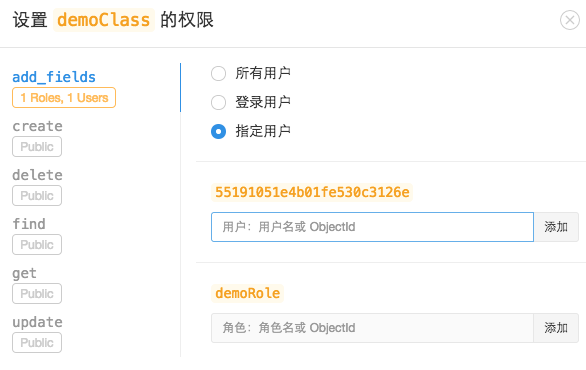 设置 demoClass 的权限
add_fields
1 Roles, 1 Users
create
Public
delete
Public
find
Public
get
Public
update
Public
所有用户
登录用户
指定用户
55191051e4b01fe530c3126e
用户：用户名或 ObjectId 添加
demoRole
角色：角色名或 ObjectId 添加